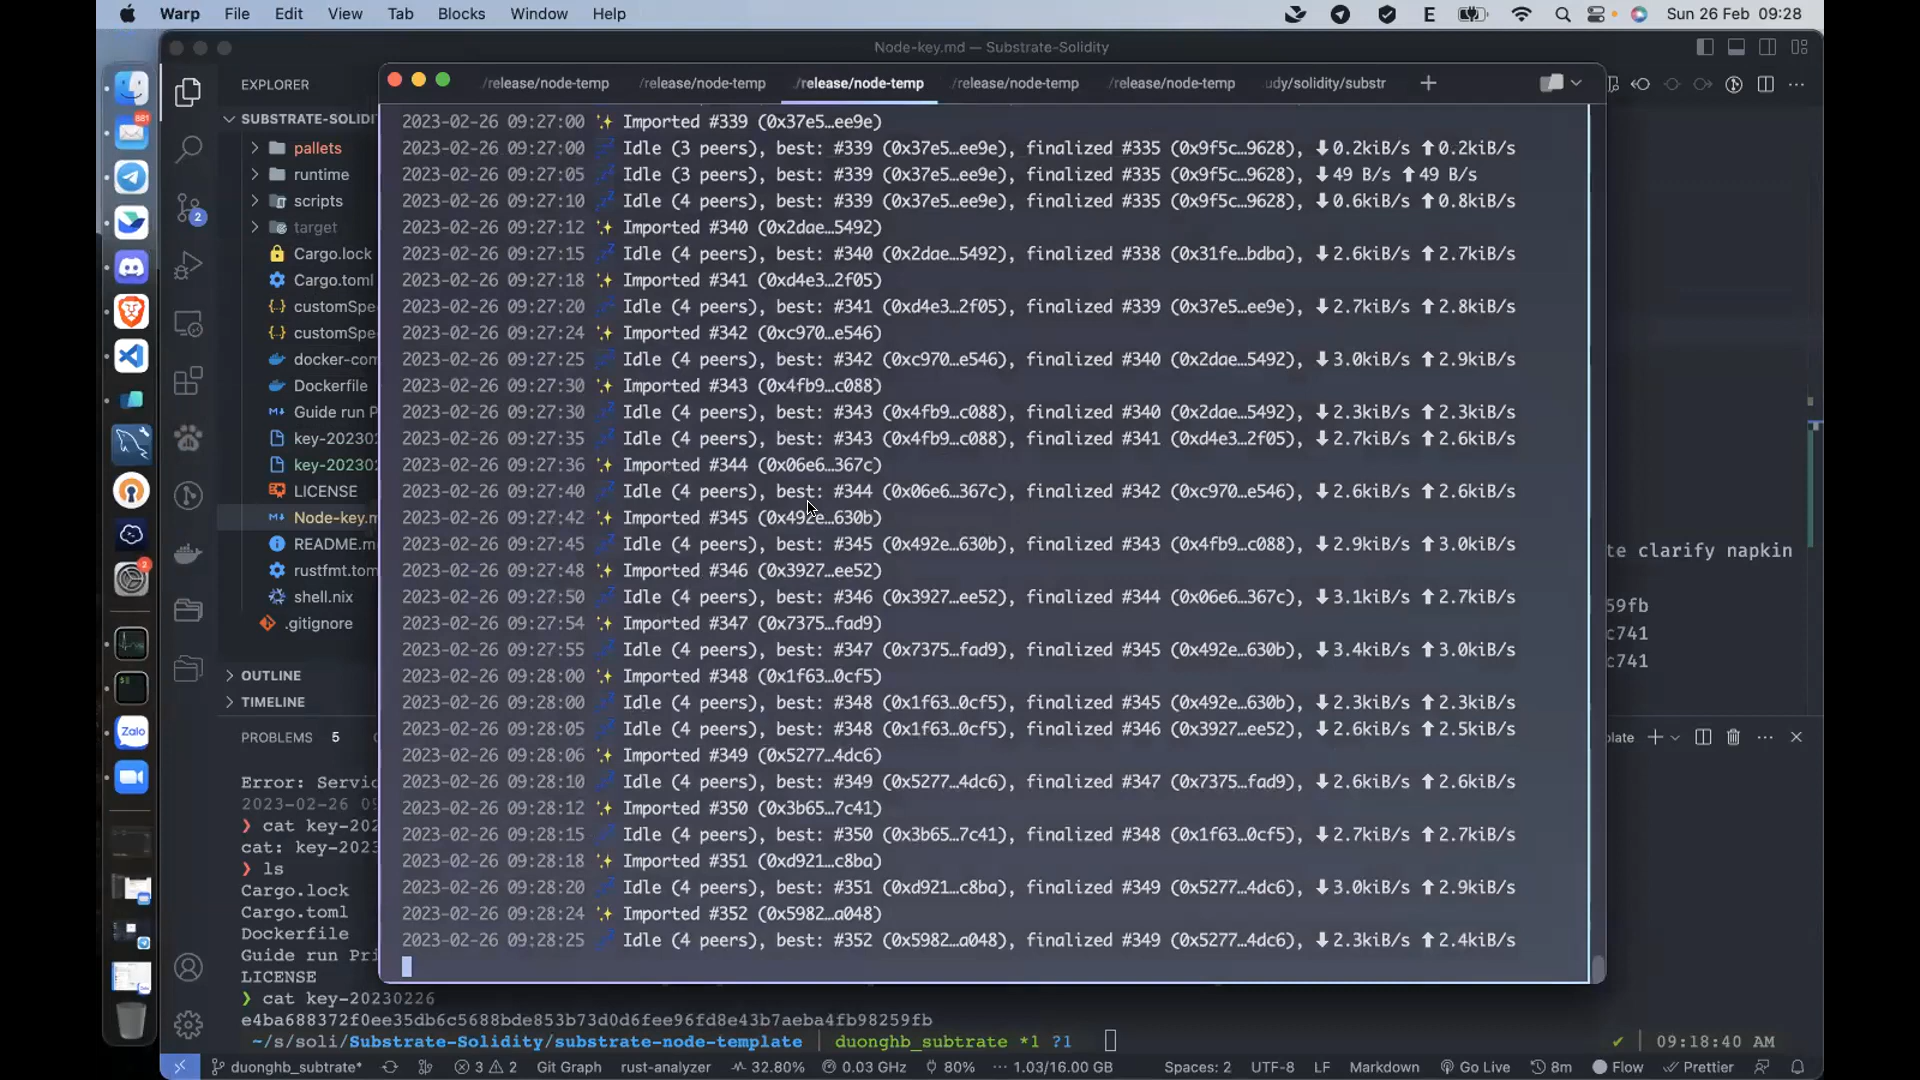 Warp File Edit View Tab Blocks Window Help
E
Sun 26 Feb 09:28
Node-key.md — Substrate-Solidity
EXPLORER
/release/node-temp /release/node-temp /release/node-temp /release/node-temp /release/node-temp udy/solidity/substr
SUBSTRATE-SOLIDI
pallets
runtime
scripts
target
Cargo.lock
Cargo.toml
customSpe
customSpe
docker-com
Dockerfile
Guide run P
key-20230
key-20230
LICENSE
Node-key.m
README.m
rustfmt.tom
shell.nix
.gitignore
OUTLINE
TIMELINE
881
2
2
Zalo
2023-02-26 09:27:00 ✨ Imported #339 (0x37e5…ee9e)
2023-02-26 09:27:00 💤 Idle (3 peers), best: #339 (0x37e5…ee9e), finalized #335 (0x9f5c…9628), ⬇ 0.2kiB/s ⬆ 0.2kiB/s
2023-02-26 09:27:05 💤 Idle (3 peers), best: #339 (0x37e5…ee9e), finalized #335 (0x9f5c…9628), ⬇ 49 B/s ⬆ 49 B/s
2023-02-26 09:27:10 💤 Idle (4 peers), best: #339 (0x37e5…ee9e), finalized #335 (0x9f5c…9628), ⬇ 0.6kiB/s ⬆ 0.8kiB/s
2023-02-26 09:27:12 ✨ Imported #340 (0x2dae…5492)
2023-02-26 09:27:15 💤 Idle (4 peers), best: #340 (0x2dae…5492), finalized #338 (0x31fe…bdba), ⬇ 2.6kiB/s ⬆ 2.7kiB/s
2023-02-26 09:27:18 ✨ Imported #341 (0xd4e3…2f05)
2023-02-26 09:27:20 💤 Idle (4 peers), best: #341 (0xd4e3…2f05), finalized #339 (0x37e5…ee9e), ⬇ 2.7kiB/s ⬆ 2.8kiB/s
2023-02-26 09:27:24 ✨ Imported #342 (0xc970…e546)
2023-02-26 09:27:25 💤 Idle (4 peers), best: #342 (0xc970…e546), finalized #340 (0x2dae…5492), ⬇ 3.0kiB/s ⬆ 2.9kiB/s
2023-02-26 09:27:30 ✨ Imported #343 (0x4fb9…c088)
2023-02-26 09:27:30 💤 Idle (4 peers), best: #343 (0x4fb9…c088), finalized #340 (0x2dae…5492), ⬇ 2.3kiB/s ⬆ 2.3kiB/s
2023-02-26 09:27:35 💤 Idle (4 peers), best: #343 (0x4fb9…c088), finalized #341 (0xd4e3…2f05), ⬇ 2.7kiB/s ⬆ 2.6kiB/s
2023-02-26 09:27:36 ✨ Imported #344 (0x06e6…367c)
2023-02-26 09:27:40 💤 Idle (4 peers), best: #344 (0x06e6…367c), finalized #342 (0xc970…e546), ⬇ 2.6kiB/s ⬆ 2.6kiB/s
2023-02-26 09:27:42 ✨ Imported #345 (0x492e…630b)
2023-02-26 09:27:45 💤 Idle (4 peers), best: #345 (0x492e…630b), finalized #343 (0x4fb9…c088), ⬇ 2.9kiB/s ⬆ 3.0kiB/s
2023-02-26 09:27:48 ✨ Imported #346 (0x3927…ee52)
2023-02-26 09:27:50 💤 Idle (4 peers), best: #346 (0x3927…ee52), finalized #344 (0x06e6…367c), ⬇ 3.1kiB/s ⬆ 2.7kiB/s
2023-02-26 09:27:54 ✨ Imported #347 (0x7375…fad9)
2023-02-26 09:27:55 💤 Idle (4 peers), best: #347 (0x7375…fad9), finalized #345 (0x492e…630b), ⬇ 3.4kiB/s ⬆ 3.0kiB/s
2023-02-26 09:28:00 ✨ Imported #348 (0x1f63…0cf5)
2023-02-26 09:28:00 💤 Idle (4 peers), best: #348 (0x1f63…0cf5), finalized #345 (0x492e…630b), ⬇ 2.3kiB/s ⬆ 2.3kiB/s
2023-02-26 09:28:05 💤 Idle (4 peers), best: #348 (0x1f63…0cf5), finalized #346 (0x3927…ee52), ⬇ 2.6kiB/s ⬆ 2.5kiB/s
2023-02-26 09:28:06 ✨ Imported #349 (0x5277…4dc6)
2023-02-26 09:28:10 💤 Idle (4 peers), best: #349 (0x5277…4dc6), finalized #347 (0x7375…fad9), ⬇ 2.6kiB/s ⬆ 2.6kiB/s
2023-02-26 09:28:12 ✨ Imported #350 (0x3b65…7c41)
2023-02-26 09:28:15 💤 Idle (4 peers), best: #350 (0x3b65…7c41), finalized #348 (0x1f63…0cf5), ⬇ 2.7kiB/s ⬆ 2.7kiB/s
2023-02-26 09:28:18 ✨ Imported #351 (0xd921…c8ba)
2023-02-26 09:28:20 💤 Idle (4 peers), best: #351 (0xd921…c8ba), finalized #349 (0x5277…4dc6), ⬇ 3.0kiB/s ⬆ 2.9kiB/s
2023-02-26 09:28:24 ✨ Imported #352 (0x5982…a048)
2023-02-26 09:28:25 💤 Idle (4 peers), best: #352 (0x5982…a048), finalized #349 (0x5277…4dc6), ⬇ 2.3kiB/s ⬆ 2.4kiB/s
te clarify napkin
59fb
c741
c741
PROBLEMS 5
plate
Error: Servic
2023-02-26 09
❯ cat key-202
cat: key-2023
❯ ls
Cargo.lock
Cargo.toml
Dockerfile
Guide run Pri
LICENSE
❯ cat key-20230226
e4ba688372f0ee35db6c5688bde853b73d0d6fee96fd8e43b7aeba4fb98259fb
~/s/soli/Substrate-Solidity/substrate-node-template | duonghb_subtrate *1 ?1
✔ | 09:18:40 AM
duonghb_subtrate* 3 2 Git Graph rust-analyzer 32.80% 0.03 GHz 80% 1.03/16.00 GB Spaces: 2 UTF-8 LF Markdown Go Live 8m Flow Prettier